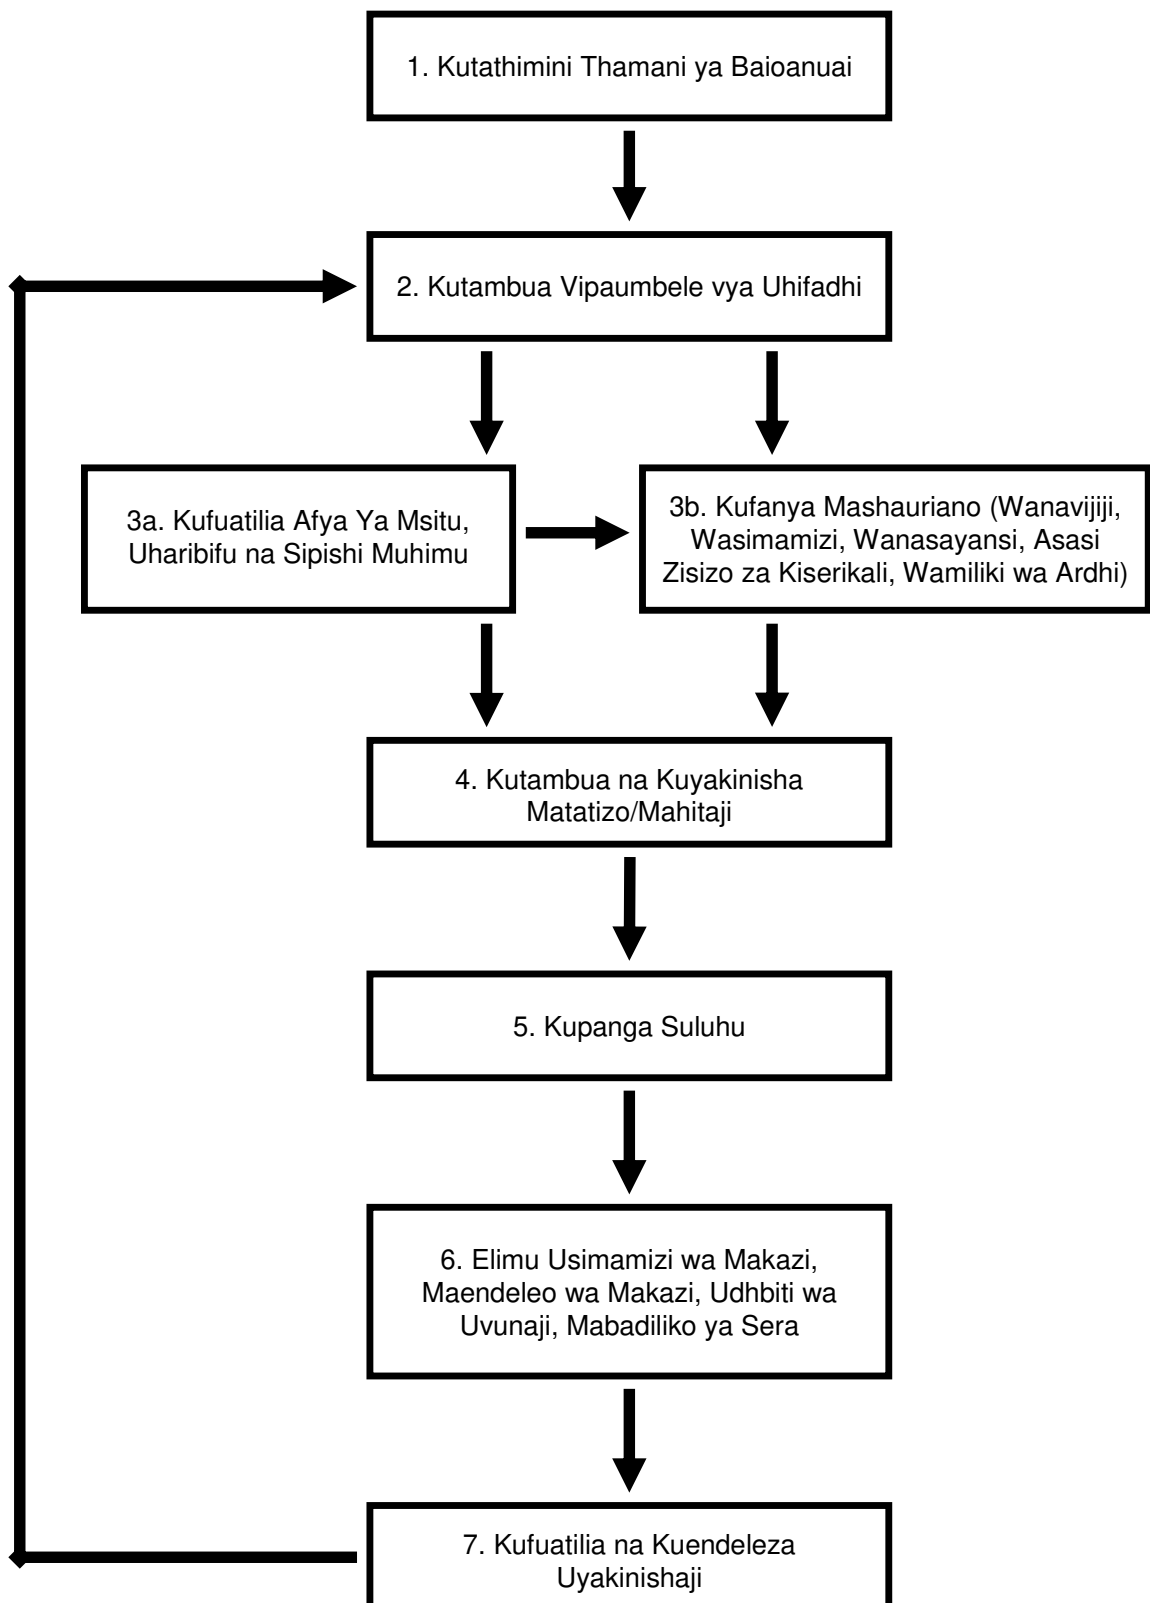 1. Kutathimini Thamani ya Baioanuai
2. Kutambua Vipaumbele vya Uhifadhi
3a. Kufuatilia Afya Ya Msitu,
Uharibifu na Sipishi Muhimu
3b. Kufanya Mashauriano (Wanavijiji,
Wasimamizi, Wanasayansi, Asasi
Zisizo za Kiserikali, Wamiliki wa Ardhi)
4. Kutambua na Kuyakinisha
Matatizo/Mahitaji
5. Kupanga Suluhu
6. Elimu Usimamizi wa Makazi,
Maendeleo wa Makazi, Udhbiti wa
Uvunaji, Mabadiliko ya Sera
7. Kufuatilia na Kuendeleza
Uyakinishaji